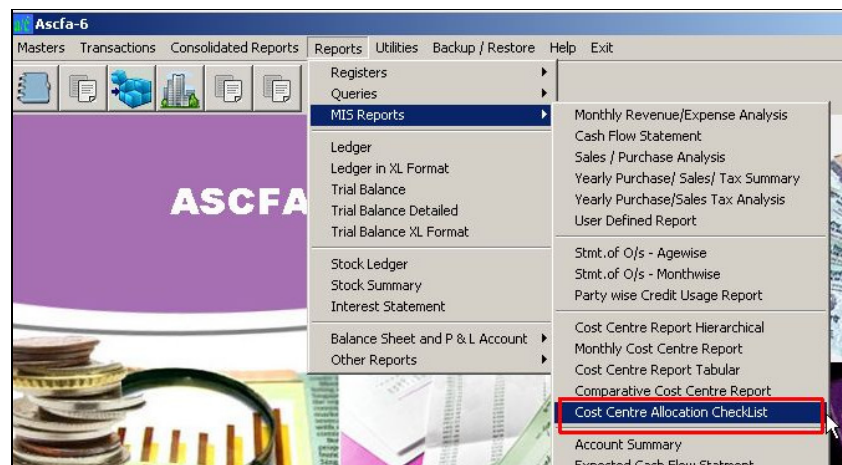 Ascfa-6
Masters Transactions Consolidated Reports Reports Utilities Backup / Restore Help Exit
Registers
Queries
MIS Reports
Ledger
Ledger in XL Format
Trial Balance
Trial Balance Detailed
Trial Balance XL Format
Stock Ledger
Stock Summary
Interest Statement
Balance Sheet and P & L Account
Other Reports
Monthly Revenue/Expense Analysis
Cash Flow Statement
Sales / Purchase Analysis
Yearly Purchase/ Sales/ Tax Summary
Yearly Purchase/Sales Tax Analysis
User Defined Report
Stmt.of O/s - Agewise
Stmt.of O/s - Monthwise
Party wise Credit Usage Report
Cost Centre Report Hierarchical
Monthly Cost Centre Report
Cost Centre Report Tabular
Comparative Cost Centre Report
Cost Centre Allocation CheckList
Account Summary
Expected Cash Flow Statment
ASCFA